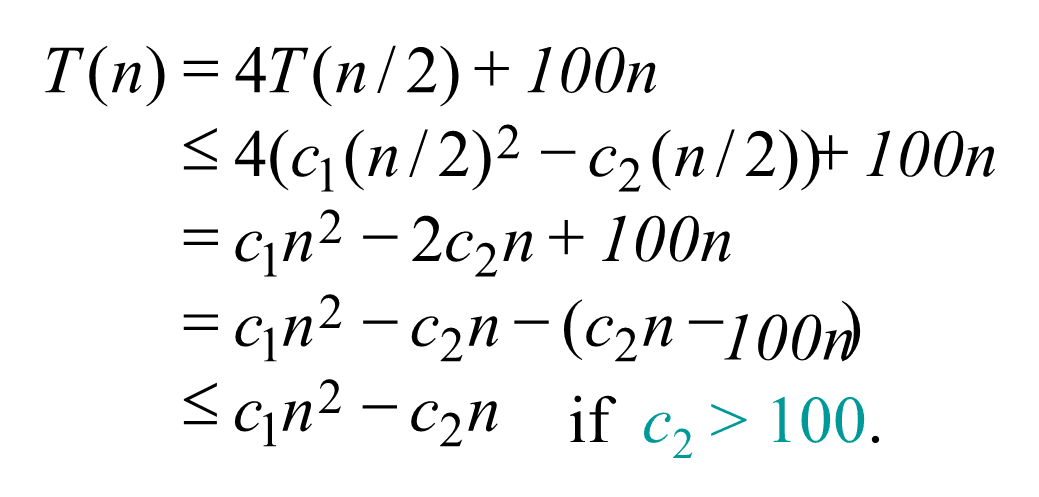 T(n) = 4T(n/2) + 100n
≤ 4(c₁(n/2)² − c₂(n/2)) + 100n
= c₁n² − 2c₂n + 100n
= c₁n² − c₂n − (c₂n − 100n)
≤ c₁n² − c₂n if c₂ > 100.